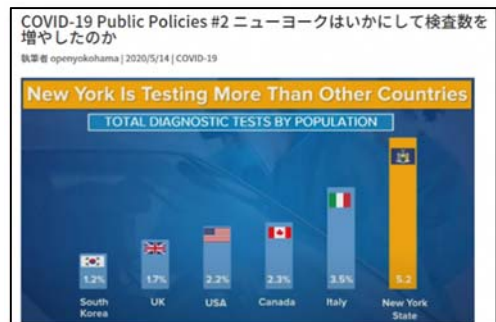 COVID-19 Public Policies #2 ニューヨークはいかにして検査数を
増やしたのか
執筆者 openyokohama | 2020/5/14 | COVID-19
New York Is Testing More Than Other Countries
TOTAL DIAGNOSTIC TESTS BY POPULATION
1.2% 1.7% 2.2% 2.3% 3.5% 5.2
South Korea UK USA Canada Italy New York State